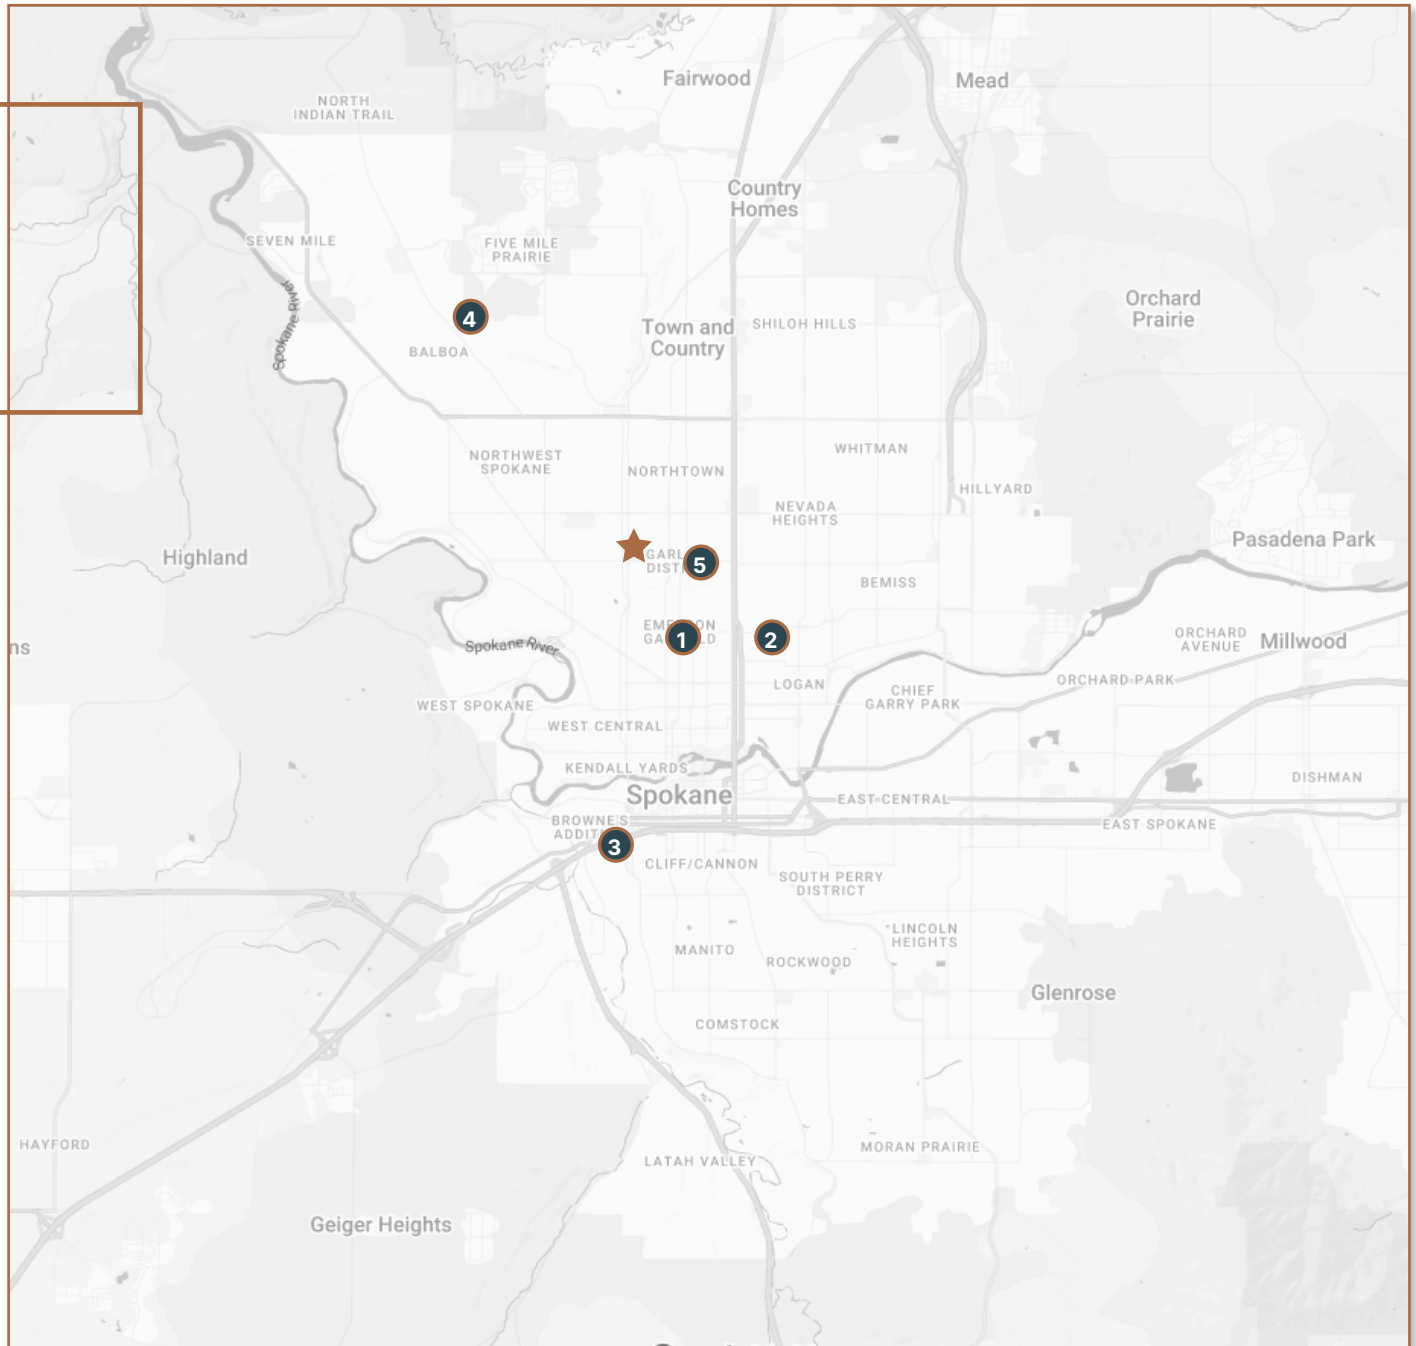 Fairwood
Mead
NORTH
INDIAN TRAIL
Country
Homes
SEVEN MILE
FIVE MILE
PRAIRIE
Spokane River
4
Orchard
Prairie
Town and
Country
SHILOH HILLS
BALBOA
NORTHWEST
SPOKANE
NORTHTOWN
WHITMAN
HILLYARD
NEVADA
HEIGHTS
Highland
Pasadena Park
5
BEMISS
1
2
ORCHARD
AVENUE
Millwood
ns
Spokane River
LOGAN
CHIEF
GARRY PARK
ORCHARD PARK
WEST SPOKANE
WEST CENTRAL
KENDALL YARDS
DISHMAN
Spokane
EAST CENTRAL
BROWNE'S
EAST SPOKANE
3
CLIFF/CANNON
SOUTH PERRY
DISTRICT
LINCOLN
HEIGHTS
MANITO
ROCKWOOD
Glenrose
COMSTOCK
HAYFORD
MORAN PRAIRIE
LATAH VALLEY
Geiger Heights